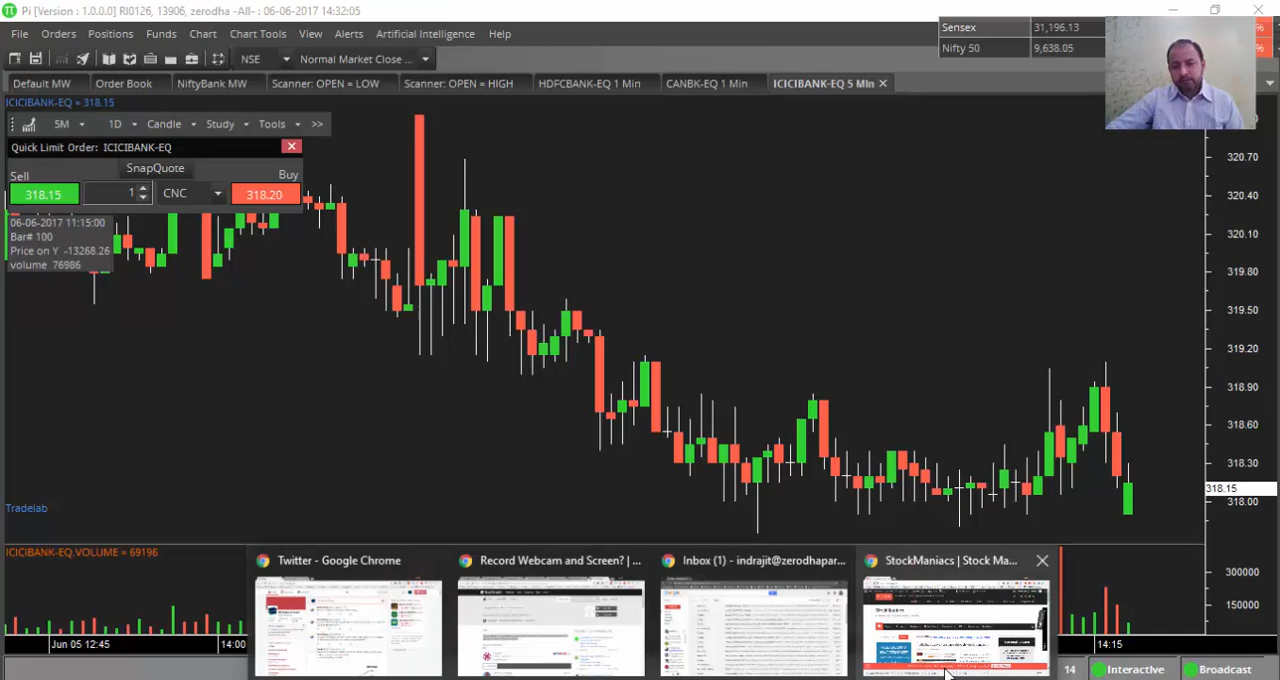 Pi [Version : 1.0.0.0] RI0126, 13906, zerodha -All- : 06-06-2017 14:32:05
File Orders Positions Funds Chart Chart Tools View Alerts Artificial Intelligence Help
Sensex 31,196.13
Nifty 50 9,638.05
NSE Normal Market Close ...
Default MW Order Book NiftyBank MW Scanner: OPEN = LOW Scanner: OPEN = HIGH HDFCBANK-EQ 1 Min CANBK-EQ 1 Min ICICIBANK-EQ 5 Min
ICICIBANK-EQ = 318.15
5M 1D Candle Study Tools >>
Quick Limit Order: ICICIBANK-EQ
SnapQuote
Sell Buy
318.15 1 CNC 318.20
06-06-2017 11:15:00
Bar# 100
Price on Y -13268.26
volume 76986
320.70
320.40
320.10
319.80
319.50
319.20
318.90
318.60
318.30
318.15
318.00
Tradelab
ICICIBANK-EQ.VOLUME = 69196
Twitter - Google Chrome
Record Webcam and Screen? | ...
Inbox (1) - indrajit@zerodhapar...
StockManiacs | Stock Ma...
300000
150000
Jun 02, 2:15 14:00 14:15
14 Interactive Broadcast